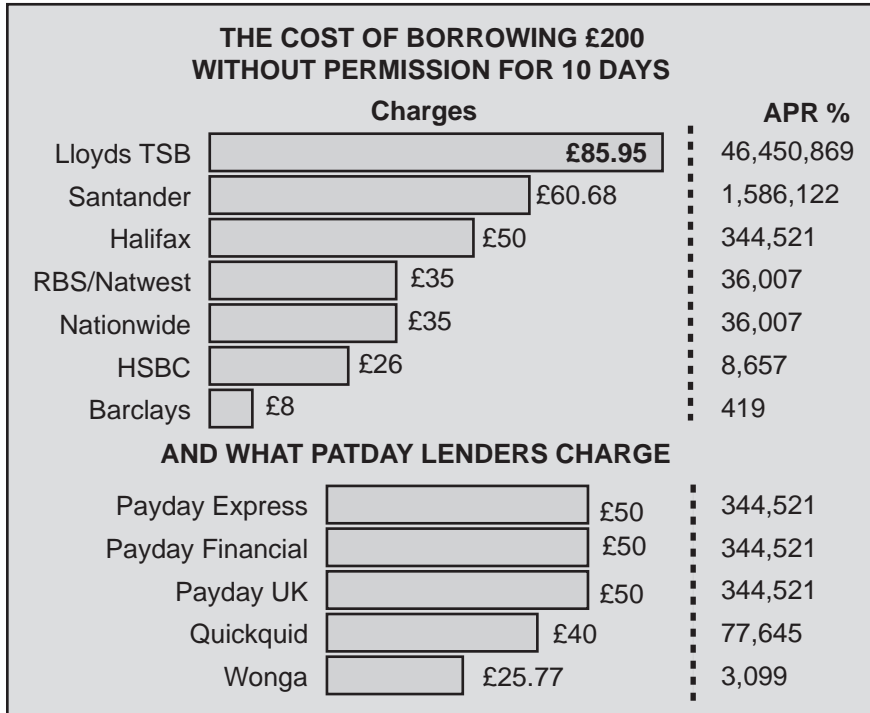 THE COST OF BORROWING £200
WITHOUT PERMISSION FOR 10 DAYS
Charges APR %
Lloyds TSB £85.95 46,450,869
Santander £60.68 1,586,122
Halifax £50 344,521
RBS/Natwest £35 36,007
Nationwide £35 36,007
HSBC £26 8,657
Barclays £8 419
AND WHAT PATDAY LENDERS CHARGE
Payday Express £50 344,521
Payday Financial £50 344,521
Payday UK £50 344,521
Quickquid £40 77,645
Wonga £25.77 3,099